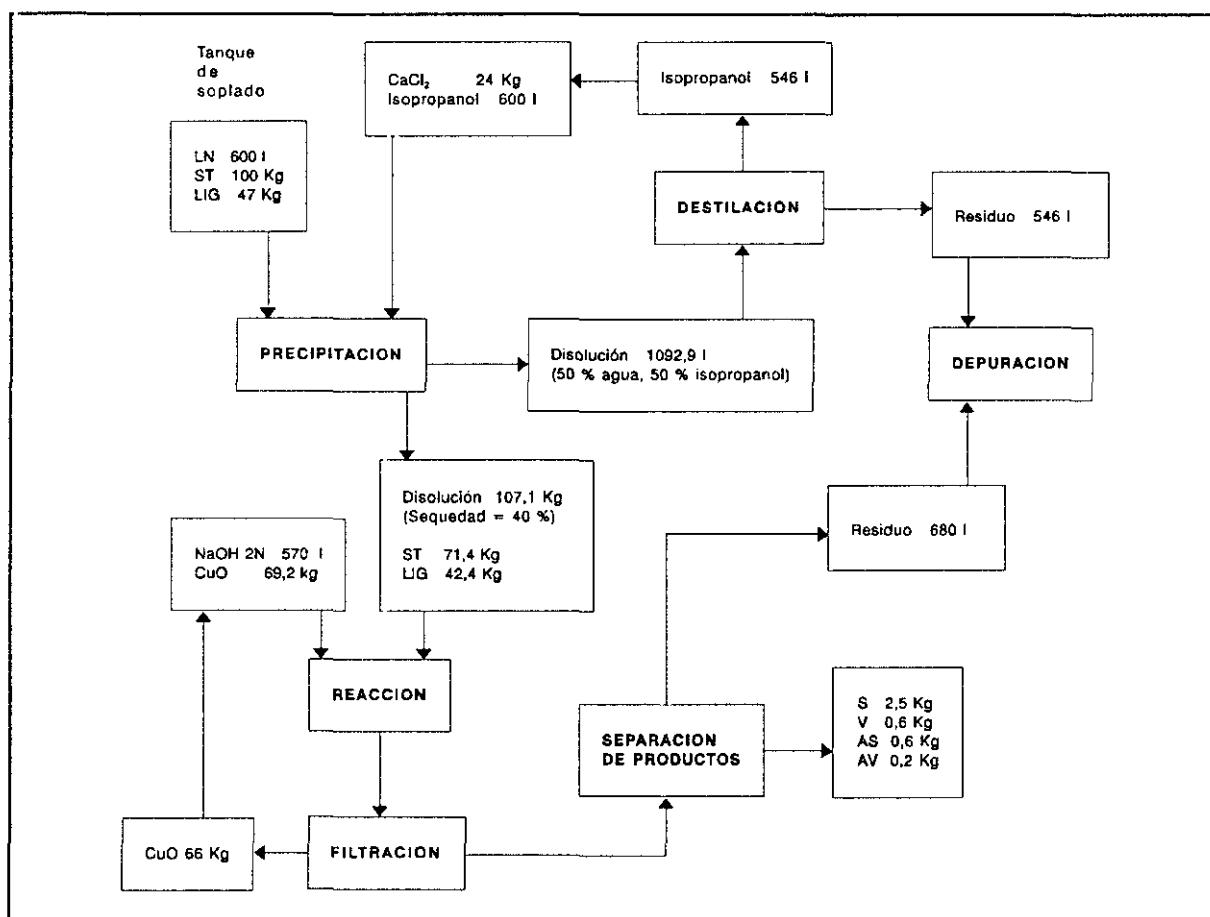 Tanque
de
soplado
LN 600 l
ST 100 Kg
LIG 47 Kg
CaCl₂ 24 Kg
Isopropanol 600 l
Isopropanol 546 l
DESTILACION
Residuo 546 l
PRECIPITACION
Disolución 1092,9 l
(50 % agua, 50 % isopropanol)
DEPURACION
Disolución 107,1 Kg
(Sequedad = 40 %)
ST 71,4 Kg
LIG 42,4 Kg
NaOH 2N 570 l
CuO 69,2 kg
Residuo 680 l
REACCION
SEPARACION
DE PRODUCTOS
S 2,5 Kg
V 0,6 Kg
AS 0,6 Kg
AV 0,2 Kg
CuO 66 Kg
FILTRACION